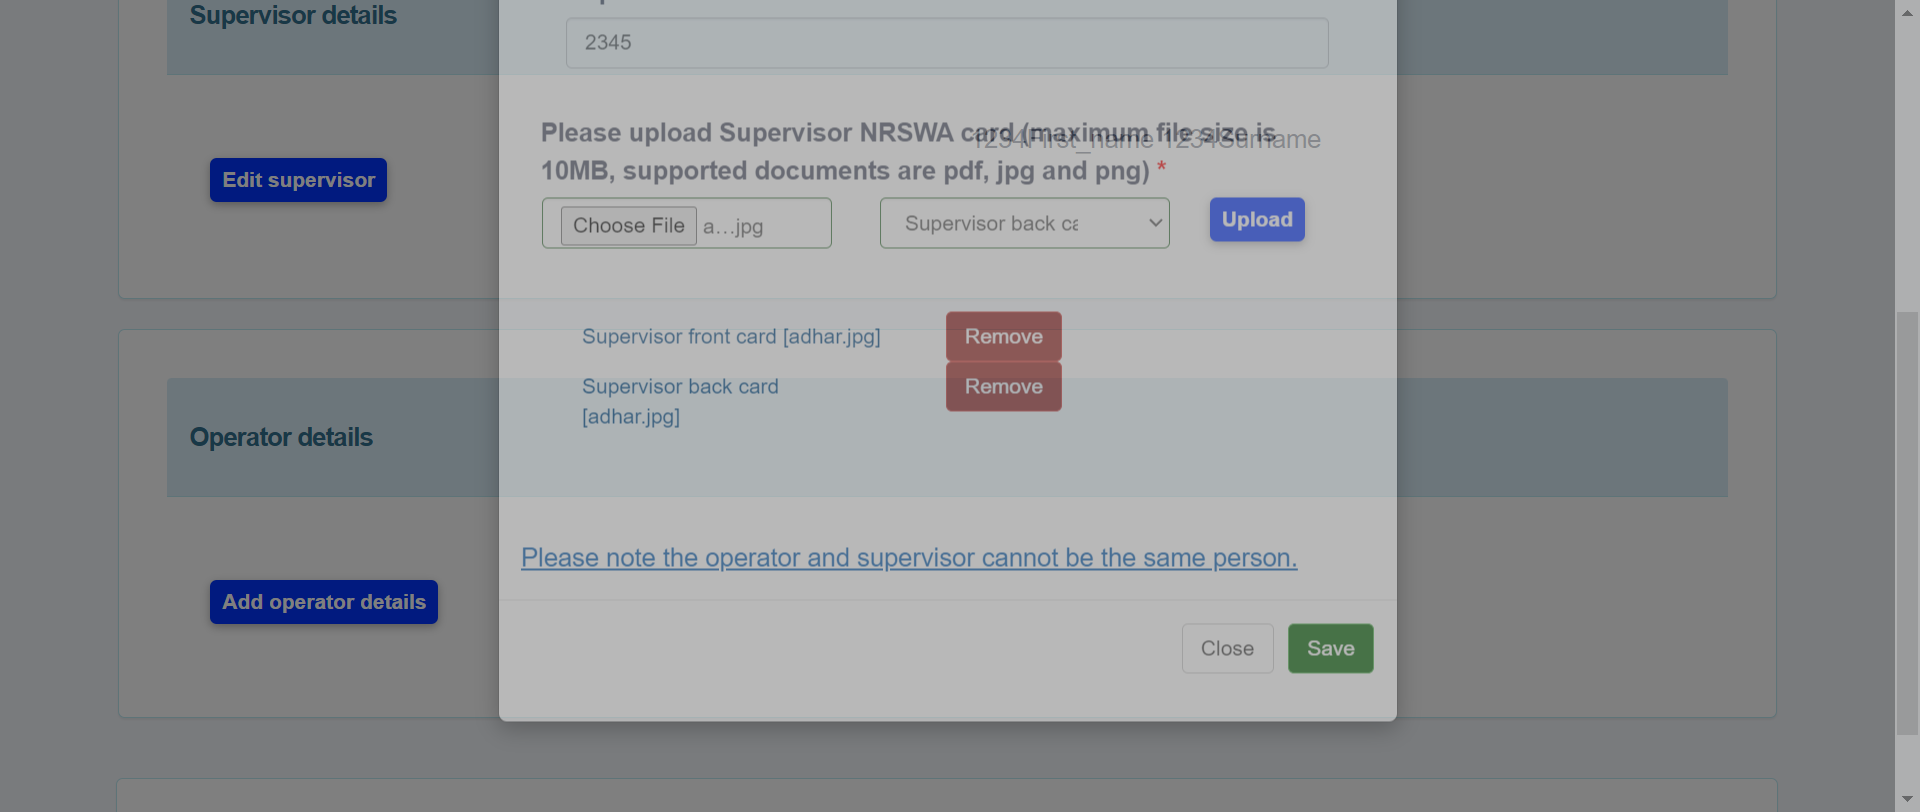 Supervisor details
2345
Please upload Supervisor NRSWA card (maximum file size is
10MB, supported documents are pdf, jpg and png) *
1234First_name 1234Surname
Edit supervisor
Choose File a...jpg
Supervisor back ca
Upload
Supervisor front card [adhar.jpg]
Remove
Supervisor back card
[adhar.jpg]
Remove
Operator details
Please note the operator and supervisor cannot be the same person.
Add operator details
Close
Save